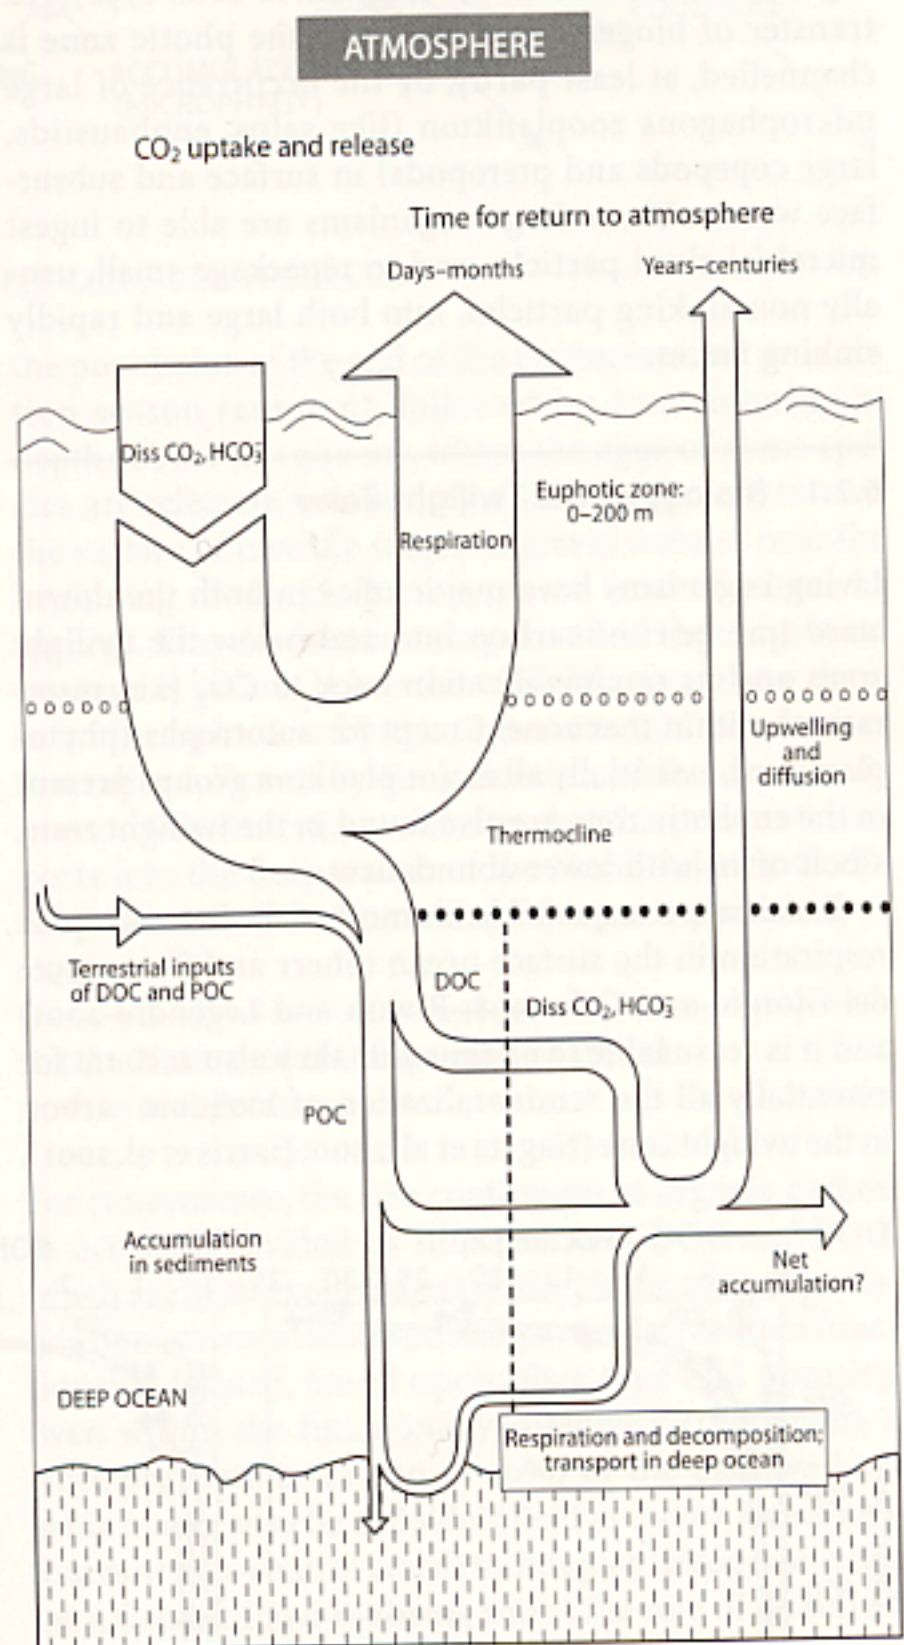 ATMOSPHERE
CO₂ uptake and release
Time for return to atmosphere
Days–months
Years–centuries
Diss CO₂, HCO₃⁻
Euphotic zone:
0–200 m
Respiration
Upwelling
and
diffusion
Thermocline
Terrestrial inputs
of DOC and POC
DOC
Diss CO₂, HCO₃⁻
POC
Accumulation
in sediments
Net
accumulation?
DEEP OCEAN
Respiration and decomposition;
transport in deep ocean